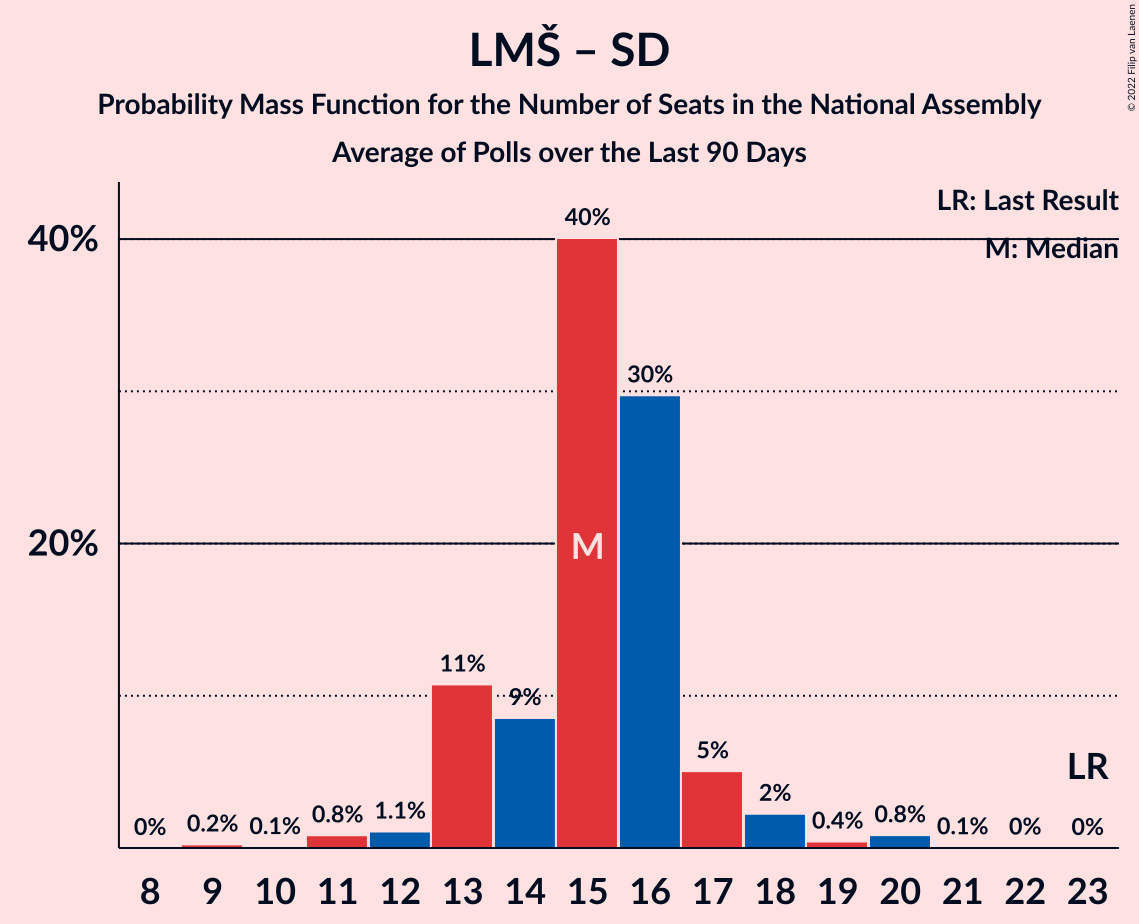 LMŠ – SD
Probability Mass Function for the Number of Seats in the National Assembly
Average of Polls over the Last 90 Days
© 2022 Filip van Laenen
LR: Last Result
M: Median
40%
20%
0%
0.2%
0.1%
0.8%
1.1%
11%
9%
40%
30%
5%
2%
0.4%
0.8%
0.1%
0%
0%
M
LR
8 9 10 11 12 13 14 15 16 17 18 19 20 21 22 23